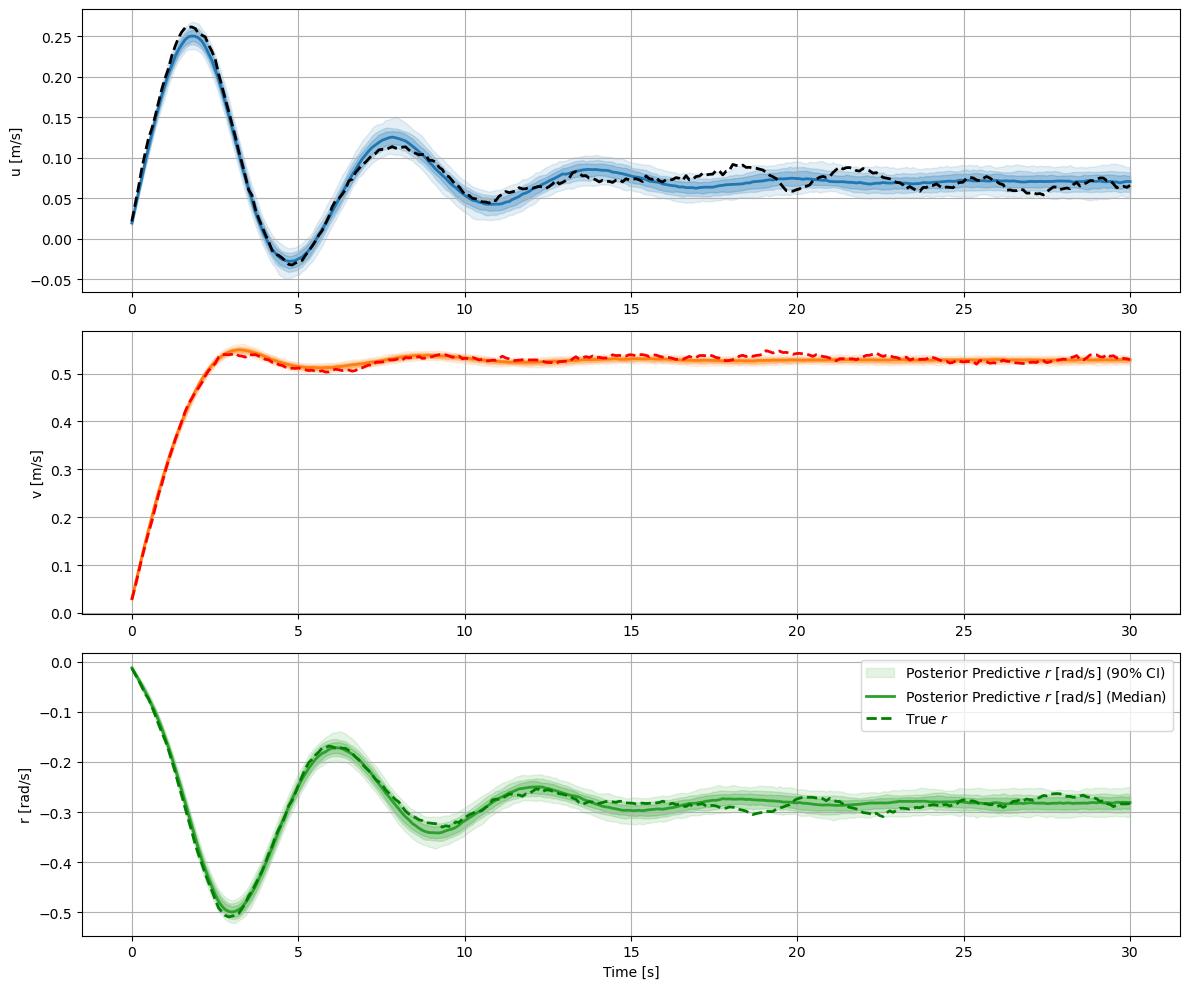 0.25
0.20
0.15
0.10
0.05
0.00
−0.05
u [m/s]
0 5 10 15 20 25 30
0.5
0.4
0.3
0.2
0.1
0.0
v [m/s]
0 5 10 15 20 25 30
0.0
−0.1
−0.2
−0.3
−0.4
−0.5
r [rad/s]
Posterior Predictive r [rad/s] (90% CI)
Posterior Predictive r [rad/s] (Median)
True r
0 5 10 15 20 25 30
Time [s]